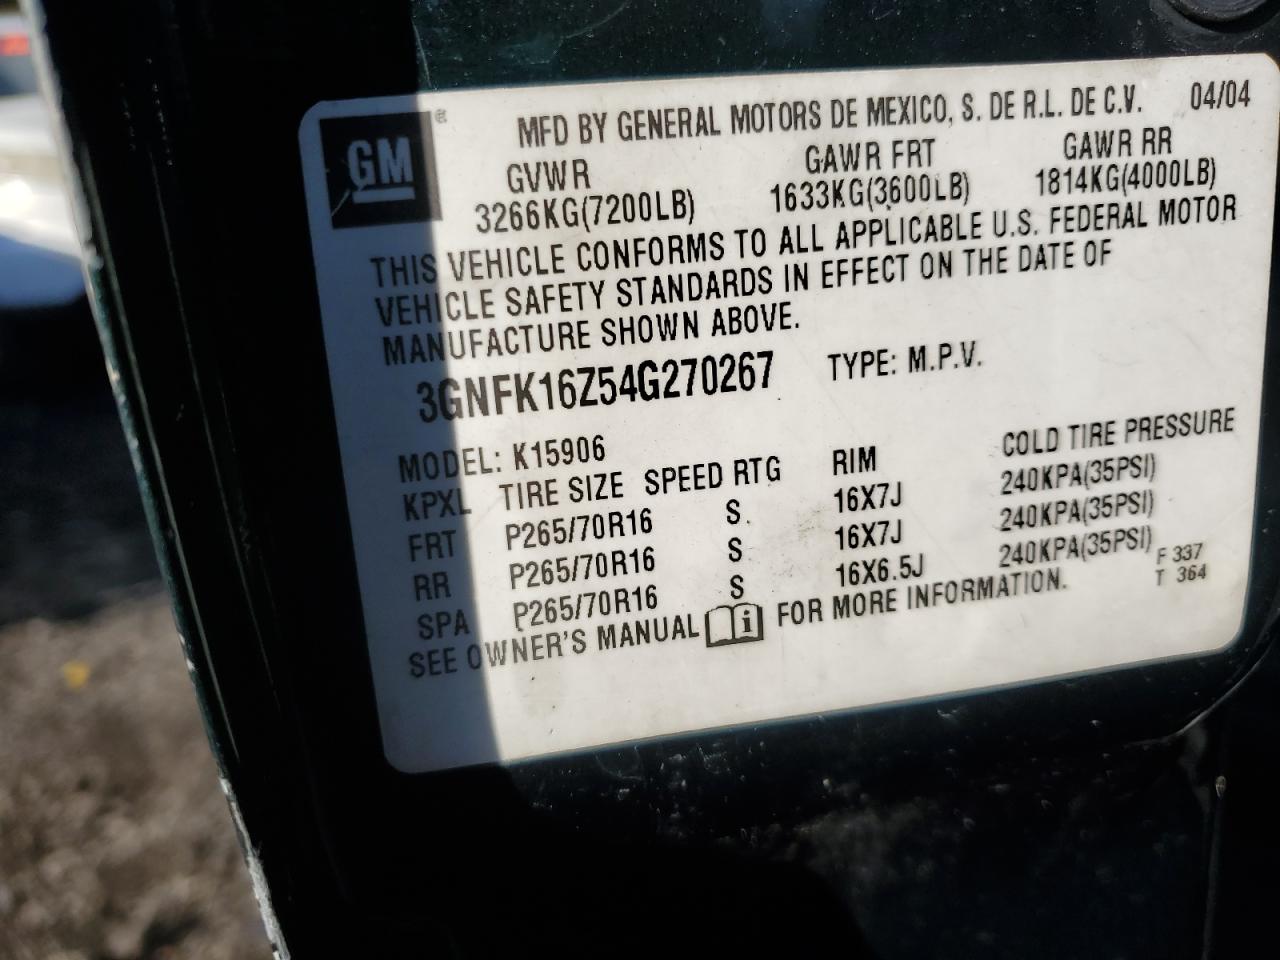 GM ®
MFD BY GENERAL MOTORS DE MEXICO, S. DE R.L. DE C.V. 04/04
GVWR GAWR FRT GAWR RR
3266KG(7200LB) 1633KG(3600LB) 1814KG(4000LB)
THIS VEHICLE CONFORMS TO ALL APPLICABLE U.S. FEDERAL MOTOR
VEHICLE SAFETY STANDARDS IN EFFECT ON THE DATE OF
MANUFACTURE SHOWN ABOVE.
3GNFK16Z54G270267 TYPE: M.P.V.
MODEL: K15906
KPXL TIRE SIZE SPEED RTG RIM COLD TIRE PRESSURE
FRT P265/70R16 S 16X7J 240KPA(35PSI)
RR P265/70R16 S 16X7J 240KPA(35PSI)
SPA P265/70R16 S 16X6.5J 240KPA(35PSI)
SEE OWNER'S MANUAL i FOR MORE INFORMATION.
F 337
T 364